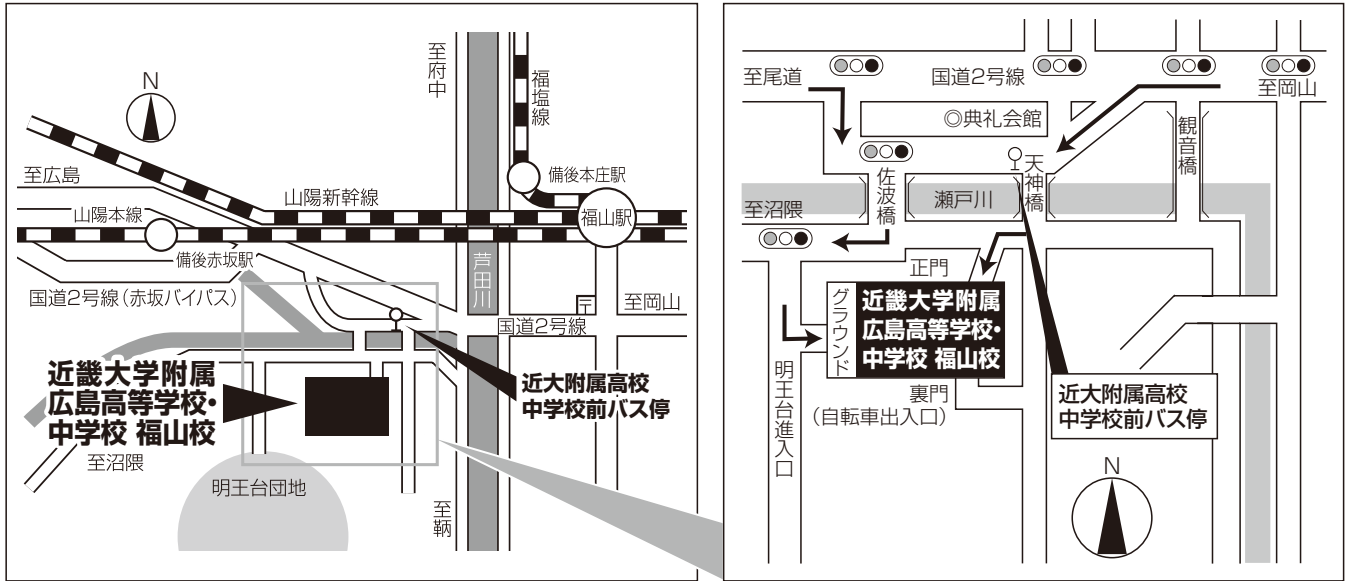 N
至府中
福塩線
備後本庄駅
至広島
山陽新幹線
福山駅
山陽本線
備後赤坂駅
芦田川
国道2号線(赤坂バイパス)
〒
至岡山
国道2号線
近畿大学附属
広島高等学校・
中学校 福山校
近大附属高校
中学校前バス停
至沼隈
明王台団地
至鞆
至尾道
国道2号線
至岡山
◎典礼会館
観音橋
天神橋
佐波橋
瀬戸川
至沼隈
正門
グラウンド
近畿大学附属
広島高等学校・
中学校 福山校
明王台進入口
裏門
(自転車出入口)
近大附属高校
中学校前バス停
N